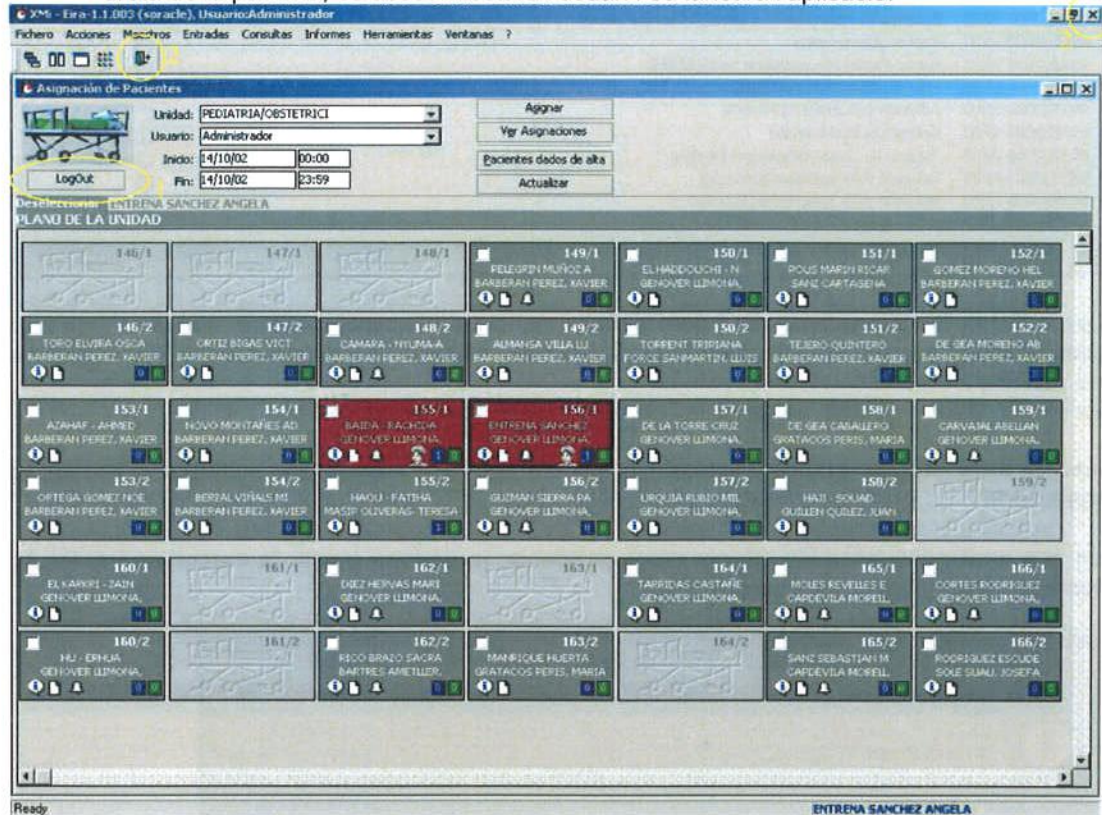 XMi - Eira-1.1.003 (soracle), Usuario:Administrador
Fichero Acciones Maestros Entradas Consultas Informes Herramientas Ventanas ?
2
3
Asignación de Pacientes
Unidad: PEDIATRIA/OBSTETRICI
Asignar
Usuario: Administrador
Ver Asignaciones
Inicio: 14/10/02 00:00
Pacientes dados de alta
LogOut 1
Fin: 14/10/02 23:59
Actualizar
Deseleccionar ENTRENA SANCHEZ ANGELA
PLANO DE LA UNIDAD
146/1 147/1 148/1 149/1 150/1 151/1 152/1
PELEGRIN MUÑOZ A EL HADDOUCHI - N POUS MARIN RICAR GOMEZ MORENO HEL
BARBERAN PEREZ, XAVIER GENOVER LLIMONA, SANZ CARTAGENA BARBERAN PEREZ, XAVIER
146/2 147/2 148/2 149/2 150/2 151/2 152/2
TORO ELVIRA OSCA ORTIZ BIGAS VICT CAMARA - NYUMA-A ALMANSA VILLA LU TORRENT TRIPIANA TEJERO QUINTERO DE GEA MORENO AB
BARBERAN PEREZ, XAVIER BARBERAN PEREZ, XAVIER BARBERAN PEREZ, XAVIER BARBERAN PEREZ, XAVIER FORCE SANMARTIN, LLUIS BARBERAN PEREZ, XAVIER BARBERAN PEREZ, XAVIER
153/1 154/1 155/1 156/1 157/1 158/1 159/1
AZAHAF - AHMED NOVO MONTAÑES AD BAIDA - RACHIDA ENTRENA SANCHEZ DE LA TORRE CRUZ DE GEA CABALLERO CARVAJAL ABELLAN
BARBERAN PEREZ, XAVIER BARBERAN PEREZ, XAVIER GENOVER LLIMONA, GENOVER LLIMONA, GENOVER LLIMONA, GRATACOS PERIS, MARIA GENOVER LLIMONA,
153/2 154/2 155/2 156/2 157/2 158/2 159/2
ORTEGA GOMEZ NOE BERZAL VIÑALS MI HAOU - FATIHA GUZMAN SIERRA PA URQUIA RUBIO MIL HAJI - SOUAD
BARBERAN PEREZ, XAVIER BARBERAN PEREZ, XAVIER MASIP OLIVERAS, TERESA GENOVER LLIMONA, GENOVER LLIMONA, GUILLEN QUILEZ, JUAN
160/1 161/1 162/1 163/1 164/1 165/1 166/1
EL KARKRI - ZAIN DIEZ HERVAS MARI TARRIDAS CASTAÑE MOLES REVELLES E CORTES RODRIGUEZ
GENOVER LLIMONA, GENOVER LLIMONA, GENOVER LLIMONA, CAPDEVILA MORELL, GENOVER LLIMONA,
160/2 161/2 162/2 163/2 164/2 165/2 166/2
HU - ERHUA RICO BRAZO SACRA MANRIQUE HUERTA SANZ SEBASTIAN M RODRIGUEZ ESCUDE
GENOVER LLIMONA, BARTRES AMETLLER, GRATACOS PERIS, MARIA CAPDEVILA MORELL, SOLE SUAU, JOSEFA
Ready ENTRENA SANCHEZ ANGELA